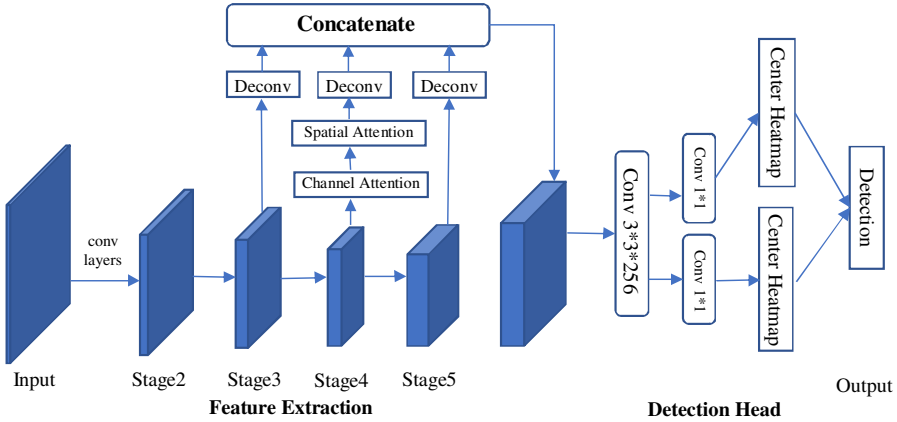 Concatenate
Deconv
Deconv
Deconv
Spatial Attention
Channel Attention
conv
layers
Conv 3*3*256
Conv 1*1
Conv 1*1
Center Heatmap
Center Heatmap
Detection
Input
Stage2
Stage3
Stage4
Stage5
Output
Feature Extraction
Detection Head